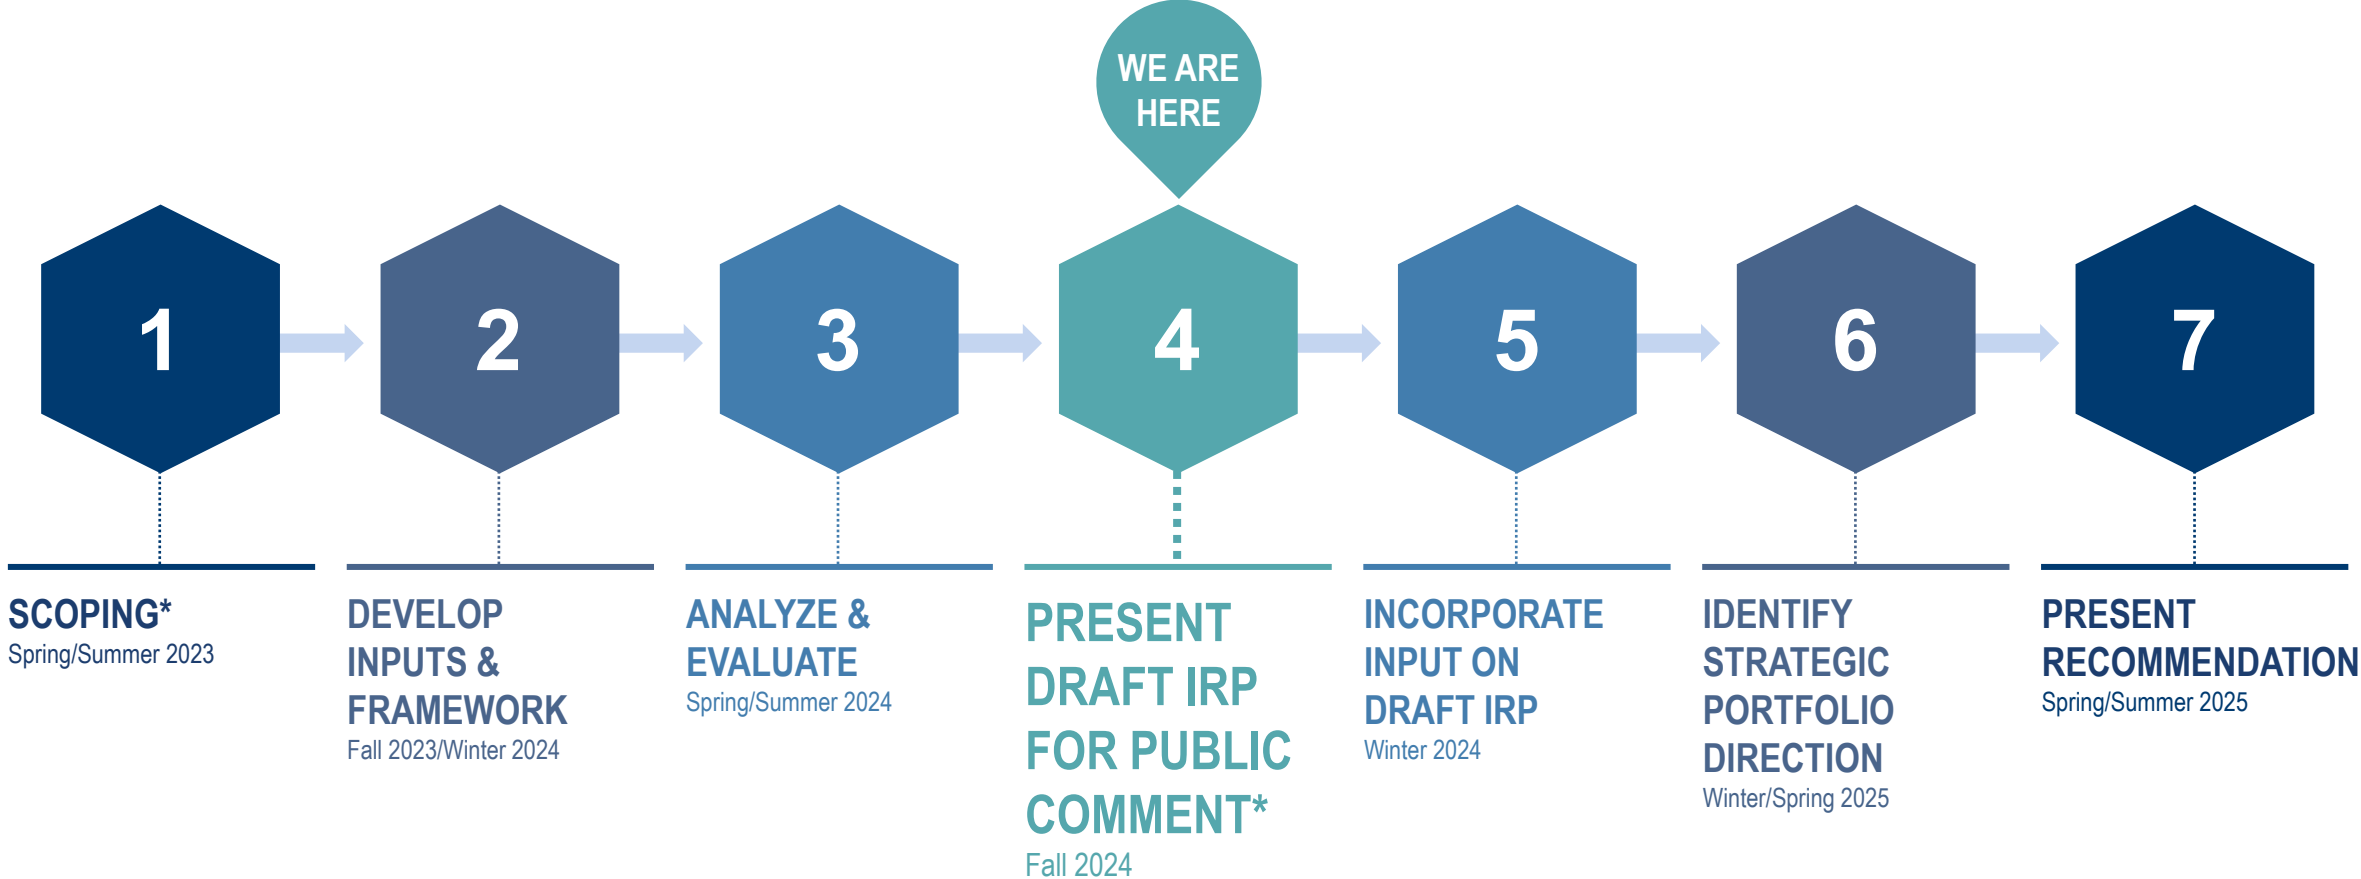 WE ARE
HERE
1
2
3
4
5
6
7
SCOPING*
Spring/Summer 2023
DEVELOP
INPUTS &
FRAMEWORK
Fall 2023/Winter 2024
ANALYZE &
EVALUATE
Spring/Summer 2024
PRESENT
DRAFT IRP
FOR PUBLIC
COMMENT*
Fall 2024
INCORPORATE
INPUT ON
DRAFT IRP
Winter 2024
IDENTIFY
STRATEGIC
PORTFOLIO
DIRECTION
Winter/Spring 2025
PRESENT
RECOMMENDATION
Spring/Summer 2025